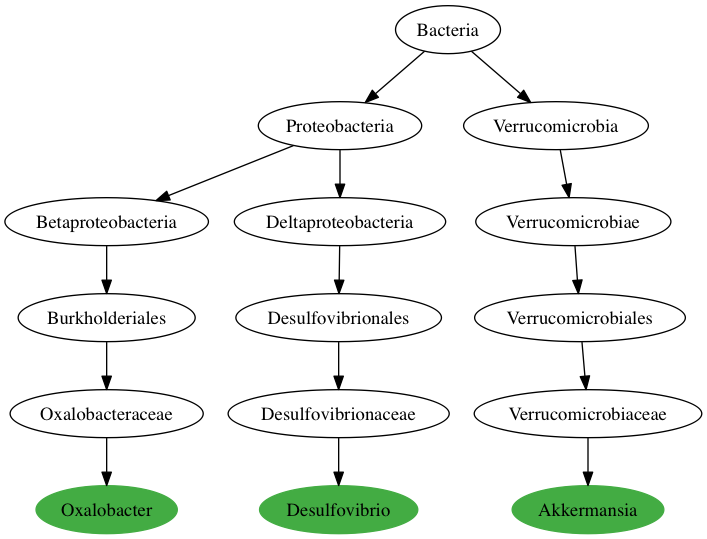 Bacteria
Proteobacteria
Verrucomicrobia
Betaproteobacteria
Deltaproteobacteria
Verrucomicrobiae
Burkholderiales
Desulfovibrionales
Verrucomicrobiales
Oxalobacteraceae
Desulfovibrionaceae
Verrucomicrobiaceae
Oxalobacter
Desulfovibrio
Akkermansia